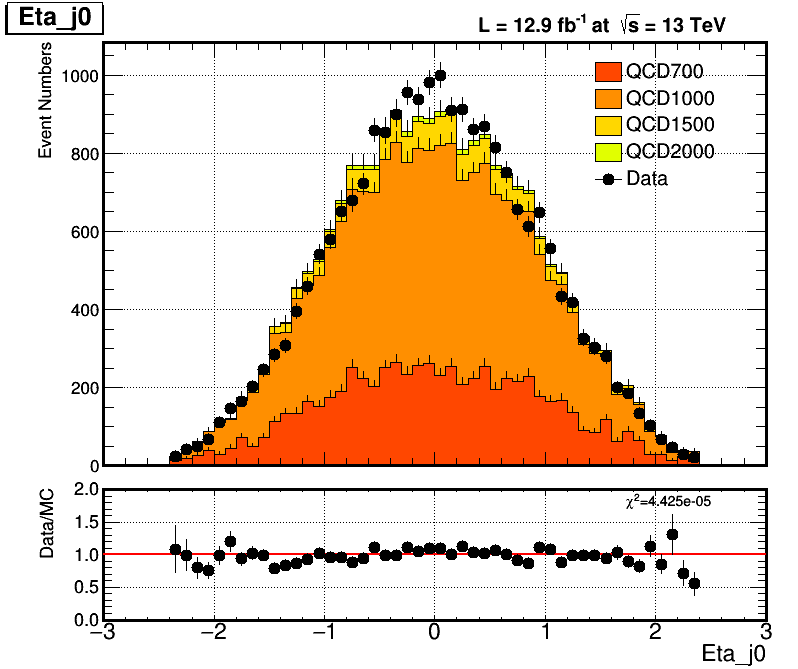 Eta_j0
L = 12.9 fb⁻¹ at √s = 13 TeV
Event Numbers
1000
800
600
400
200
0
QCD700
QCD1000
QCD1500
QCD2000
Data
Data/MC
2.0
1.5
1.0
0.5
0.0
χ²=4.425e-05
−3 −2 −1 0 1 2 3
Eta_j0